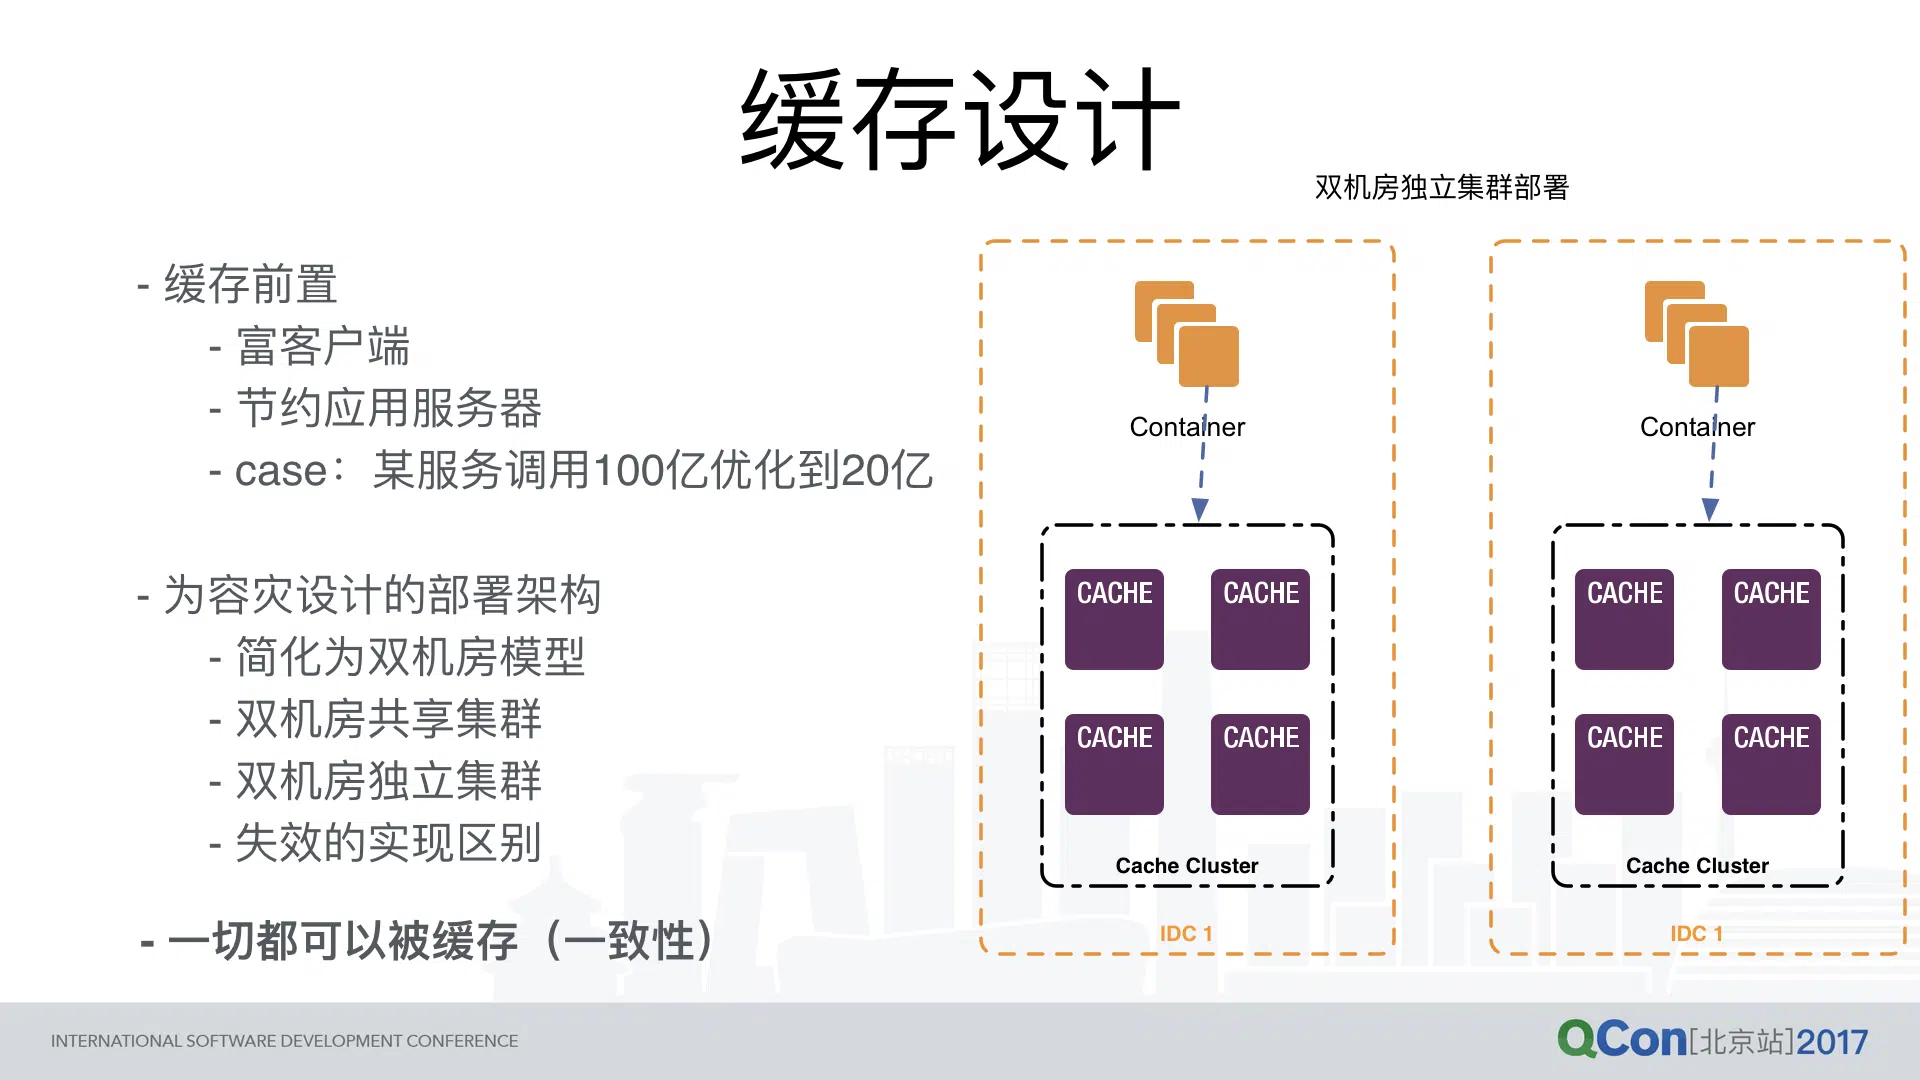 缓存设计
- 缓存前置
- 富客户端
- 节约应用服务器
- case：某服务调用100亿优化到20亿
- 为容灾设计的部署架构
- 简化为双机房模型
- 双机房共享集群
- 双机房独立集群
- 失效的实现区别
- 一切都可以被缓存（一致性）
双机房独立集群部署
Container
CACHE CACHE
CACHE CACHE
Cache Cluster
IDC 1
Container
CACHE CACHE
CACHE CACHE
Cache Cluster
IDC 1
INTERNATIONAL SOFTWARE DEVELOPMENT CONFERENCE
QCon[北京站]2017